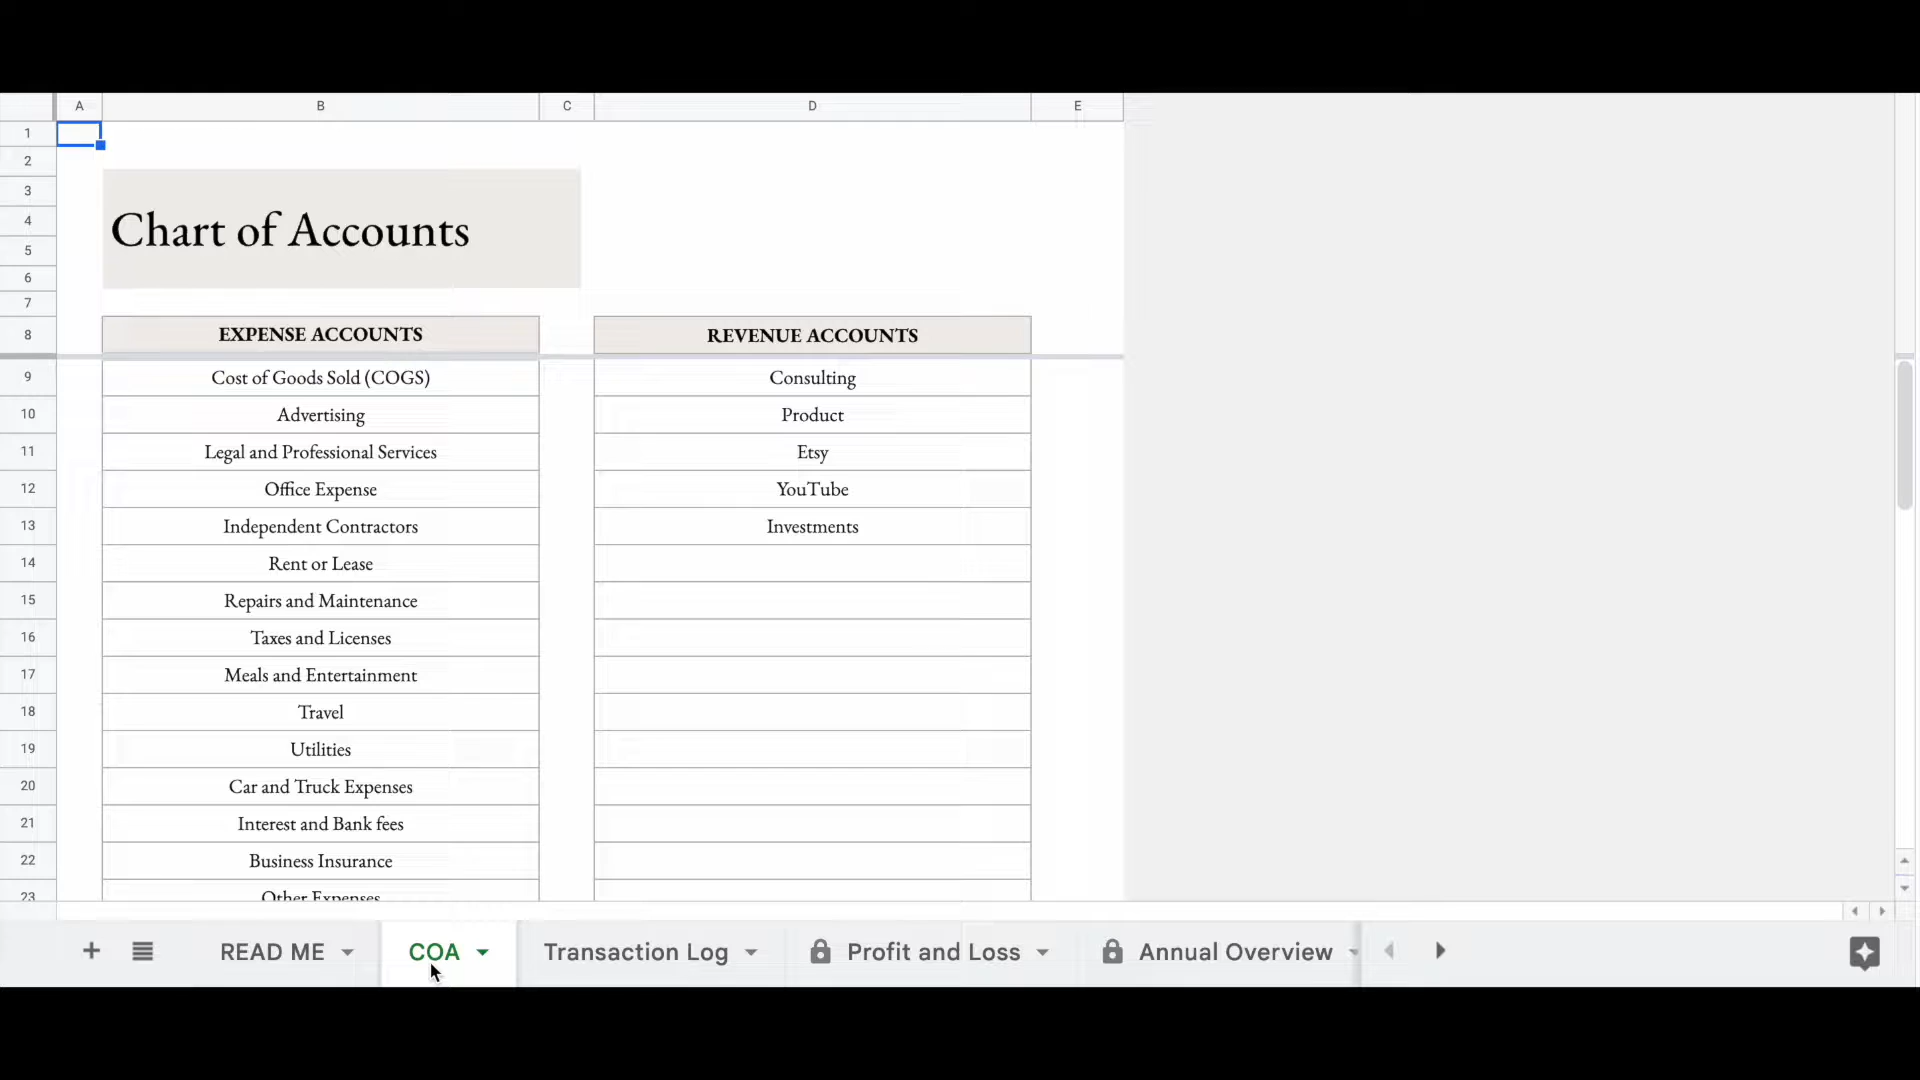 A B C D E
1
2
3
4
5
6
7
8
9
10
11
12
13
14
15
16
17
18
19
20
21
22
23
Chart of Accounts
EXPENSE ACCOUNTS
Cost of Goods Sold (COGS)
Advertising
Legal and Professional Services
Office Expense
Independent Contractors
Rent or Lease
Repairs and Maintenance
Taxes and Licenses
Meals and Entertainment
Travel
Utilities
Car and Truck Expenses
Interest and Bank fees
Business Insurance
Other Expenses
REVENUE ACCOUNTS
Consulting
Product
Etsy
YouTube
Investments
READ ME COA Transaction Log Profit and Loss Annual Overview